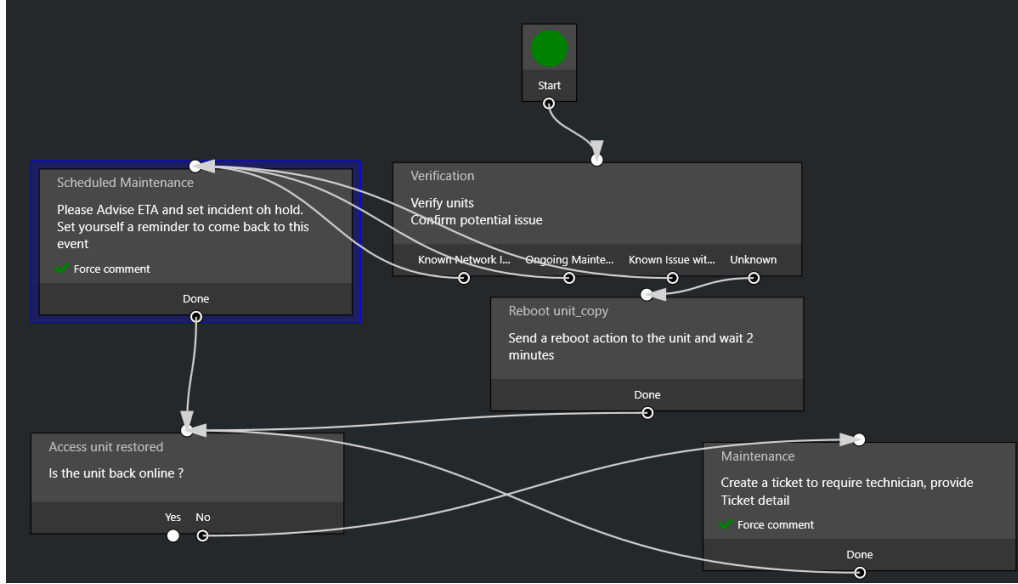 Start
Verification
Verify units
Confirm potential issue
Known Network I...
Ongoing Mainte...
Known Issue wit...
Unknown
Scheduled Maintenance
Please Advise ETA and set incident oh hold.
Set yourself a reminder to come back to this
event
Force comment
Done
Reboot unit_copy
Send a reboot action to the unit and wait 2
minutes
Done
Access unit restored
Is the unit back online ?
Yes
No
Maintenance
Create a ticket to require technician, provide
Ticket detail
Force comment
Done